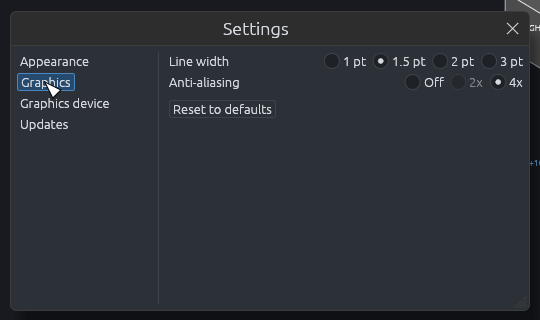 Settings
Appearance
Graphics
Graphics device
Updates
Line width 1 pt 1.5 pt 2 pt 3 pt
Anti-aliasing Off 2x 4x
Reset to defaults